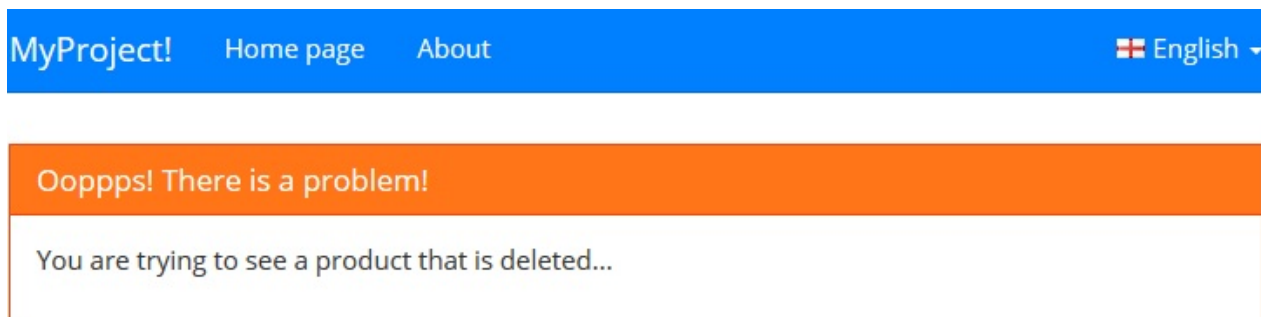 MyProject! Home page About English
Ooppps! There is a problem!
You are trying to see a product that is deleted...